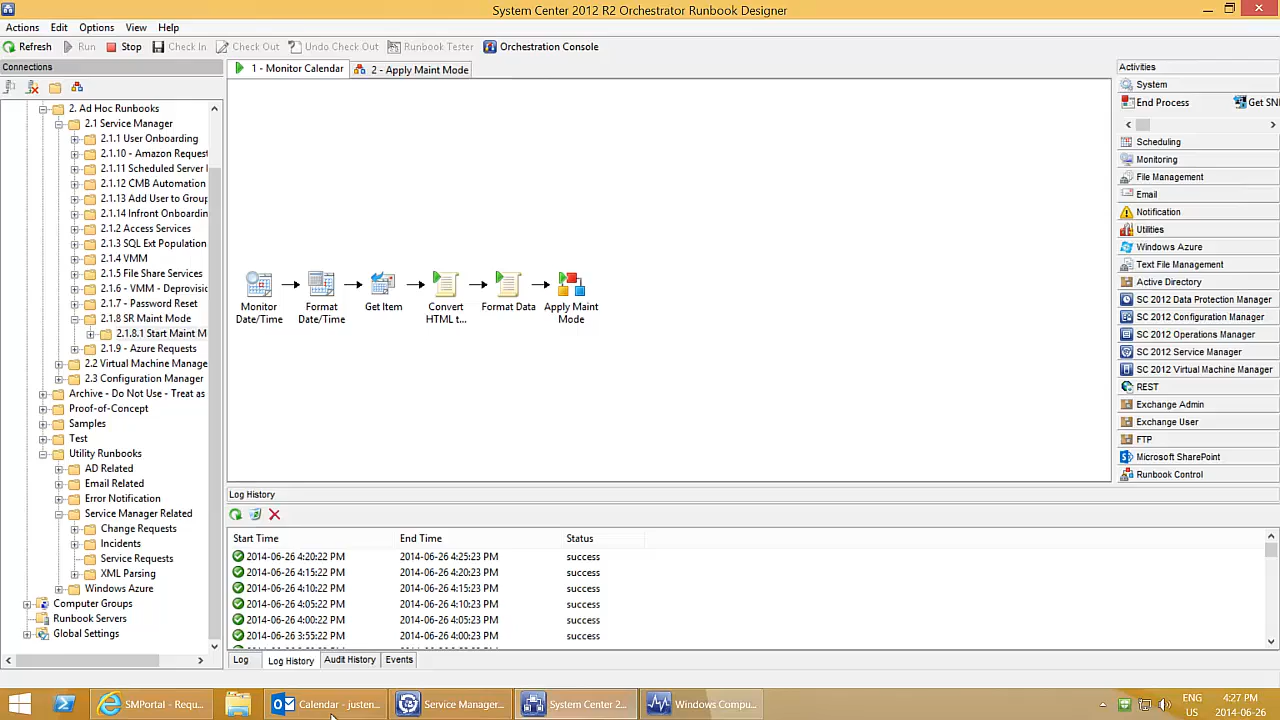 System Center 2012 R2 Orchestrator Runbook Designer
Actions Edit Options View Help
Refresh Run Stop Check In Check Out Undo Check Out Runbook Tester Orchestration Console
Connections
1 - Monitor Calendar 2 - Apply Maint Mode
2. Ad Hoc Runbooks
2.1 Service Manager
2.1.1 User Onboarding
2.1.10 - Amazon Request
2.1.11 Scheduled Server
2.1.12 CMB Automation
2.1.13 Add User to Group
2.1.14 Infront Onboardin
2.1.2 Access Services
2.1.3 SQL Ext Population
2.1.4 VMM
2.1.5 File Share Services
2.1.6 - VMM - Deprovisi
2.1.7 - Password Reset
2.1.8 SR Maint Mode
2.1.8.1 Start Maint M
2.1.9 - Azure Requests
2.2 Virtual Machine Manage
2.3 Configuration Manager
Archive - Do Not Use - Treat as
Proof-of-Concept
Samples
Test
Utility Runbooks
AD Related
Email Related
Error Notification
Service Manager Related
Change Requests
Incidents
Service Requests
XML Parsing
Windows Azure
Computer Groups
Runbook Servers
Global Settings
Monitor Date/Time
Format Date/Time
Get Item
Convert HTML t...
Format Data
Apply Maint Mode
Log History
Start Time End Time Status
2014-06-26 4:20:22 PM 2014-06-26 4:25:23 PM success
2014-06-26 4:15:22 PM 2014-06-26 4:20:23 PM success
2014-06-26 4:10:22 PM 2014-06-26 4:15:23 PM success
2014-06-26 4:05:22 PM 2014-06-26 4:10:23 PM success
2014-06-26 4:00:22 PM 2014-06-26 4:05:23 PM success
2014-06-26 3:55:22 PM 2014-06-26 4:00:23 PM success
Log Log History Audit History Events
Activities
System
End Process Get SN
Scheduling
Monitoring
File Management
Email
Notification
Utilities
Windows Azure
Text File Management
Active Directory
SC 2012 Data Protection Manager
SC 2012 Configuration Manager
SC 2012 Operations Manager
SC 2012 Service Manager
SC 2012 Virtual Machine Manager
REST
Exchange Admin
Exchange User
FTP
Microsoft SharePoint
Runbook Control
SMPortal - Requ... Calendar - justen... Service Manager... System Center 2... Windows Compu...
ENG US
4:27 PM
2014-06-26